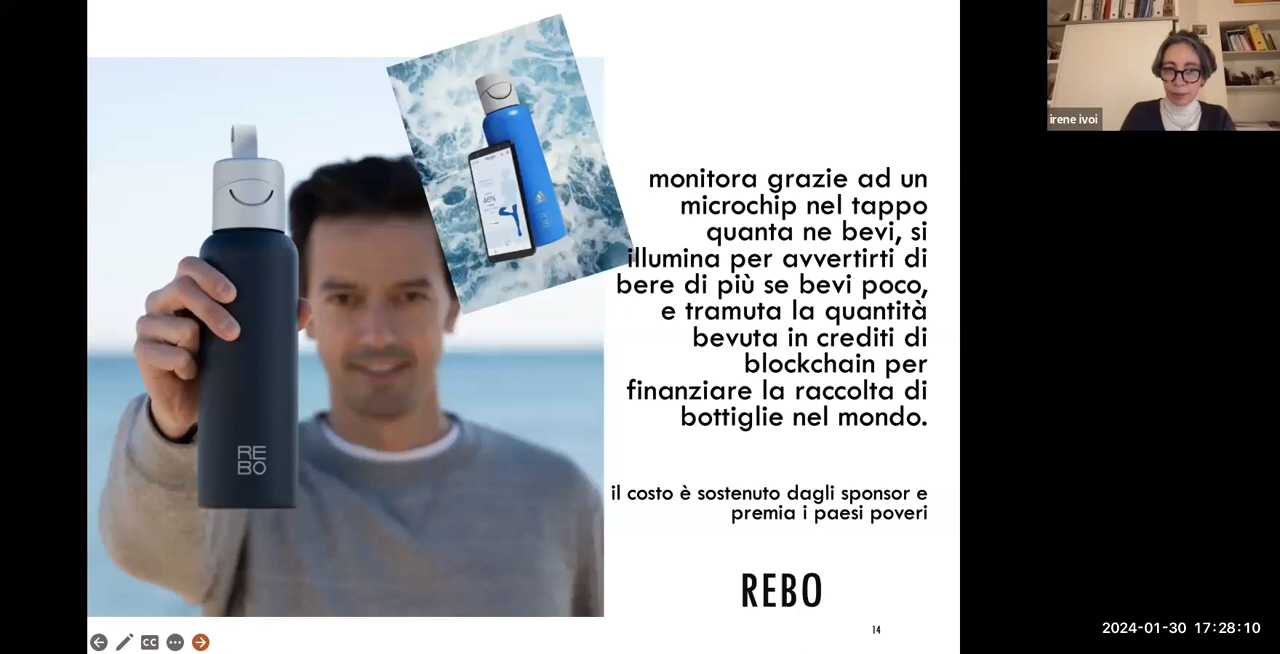 irene ivoi
monitora grazie ad un
microchip nel tappo
quanta ne bevi, si
illumina per avvertirti di
bere di più se bevi poco,
e tramuta la quantità
bevuta in crediti di
blockchain per
finanziare la raccolta di
bottiglie nel mondo.
il costo è sostenuto dagli sponsor e
premia i paesi poveri
REBO
14
RE
BO
46%
CC
2024-01-30 17:28:10